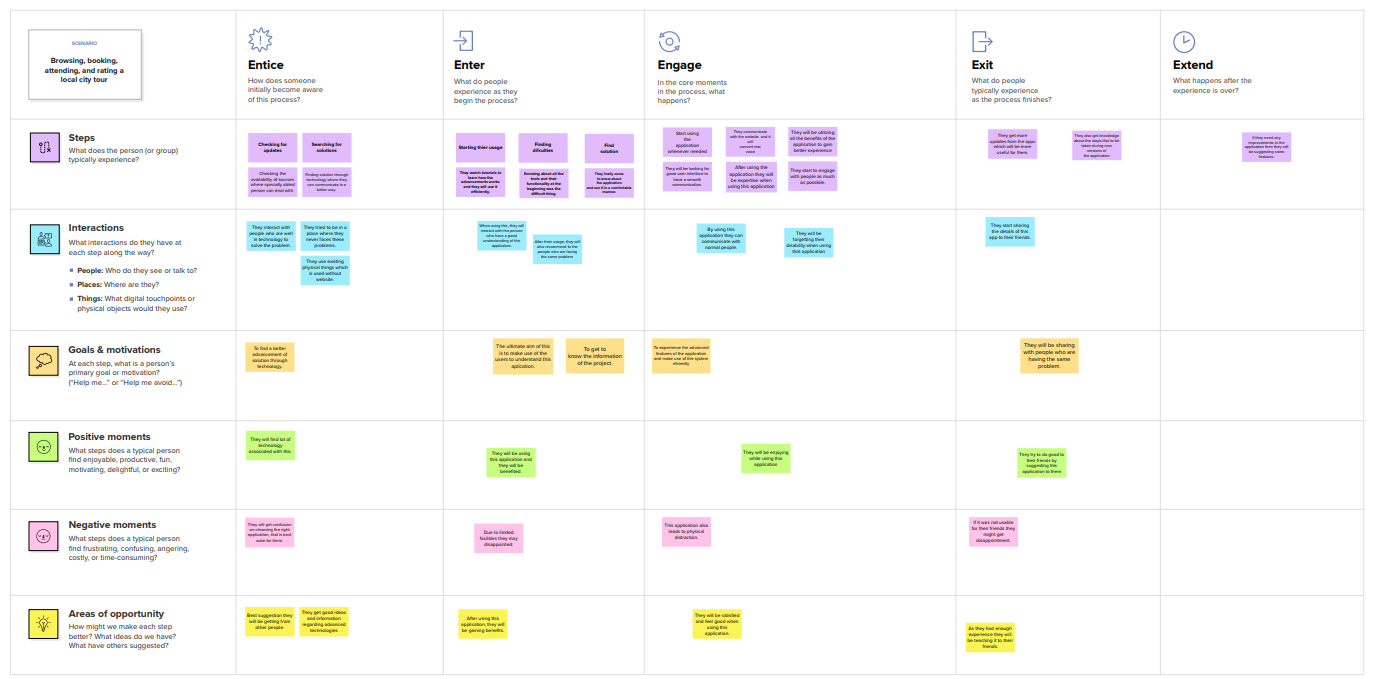 SCENARIO
Browsing, booking,
attending, and rating a
local city tour
Entice
How does someone
initially become aware
of this process?
Enter
What do people
experience as they
begin the process?
Engage
In the core moments
in the process, what
happens?
Exit
What do people
typically experience
as the process finishes?
Extend
What happens after the
experience is over?
Steps
What does the person (or group)
typically experience?
Checking for
updates
Searching for
solutions
Checking the
availability of sources
where specially abled
person can deal with.
Finding solution through
technology where they
can communicate in a
better way
Starting thier usage
Finding
dificulties
Find
solution
They watch tutorials to
learn how the
advancements works
and they will use it
efficiently.
Knowing about all the
tools and their
functionality at the
beginning was the
difficult thing.
They finally come
to know about
the application
and use it in a comfortable
manner.
Start using
the
application
whenever needed
They communicate
with the website and it
will
convert into
voice
They will be utilizing
all the benefits of the
application to gain
better experience
They will be looking for
good user interface to
have a smooth
communication.
After using the
application they will
be expertise when
using this application
They start to engage
with people as much
as possible.
They get more
updates from the apps
which will be more
useful for them.
They also get knowledge
about the steps that to be
taken during new
versions of
the application
If they need any
improvements in the
application then they will
be suggesting some
features.
Interactions
What interactions do they have at
each step along the way?
People: Who do they see or talk to?
Places: Where are they?
Things: What digital touchpoints or
physical objects would they use?
They interact with
people who are well
in technology to
solve the problem.
They tried to be in a
place where they
never faces these
problems.
They use existing
physical things which
is used without
website.
When using this, they will
interact with the person
who have a good
understanding of this
application.
After their usage, they will
also recommend to the
people who are facing
the same problem.
By using this
application they can
communicate with
normal people.
They will be
forgetting their
disability when using
that application
They start sharing
the details of this
app to their friends.
Goals & motivations
At each step, what is a person's
primary goal or motivation?
("Help me..." or "Help me avoid...")
To find a better
advancement of
solution through
technology.
The ultimate aim of this
is to make use of the
users to understand this
aplication.
To get to
know the information
of the project.
To experience the advanced
features of the application
and make use of the system
efficiently.
They will be sharing
with people who are
having the same
problem.
Positive moments
What steps does a typical person
find enjoyable, productive, fun,
motivating, delightful, or exciting?
They will find lot of
technology
associated with this.
They will be using
this application and
they will be
benefited.
They will be enjoying
while using this
application
They try to do good to
their friends by
suggesting this
application to them
Negative moments
What steps does a typical person
find frustrating, confusing, angering,
costly, or time-consuming?
They will get confusion
on choosing the right
application, that is best
suite for them.
Due to limited
facilities they may
disappointed.
This application also
leads to physical
distraction.
If it was not usable
for their friends they
might get
disappointment.
Areas of opportunity
How might we make each step
better? What ideas do we have?
What have others suggested?
Best suggestion they
will be getting from
other people.
They get good ideas
and information
regarding advanced
technologies
After using this
application, they will
be gaining benefits.
They will be satisfied
and feel good when
using this
application.
As they had enough
experience they will
be teaching it to their
friends.